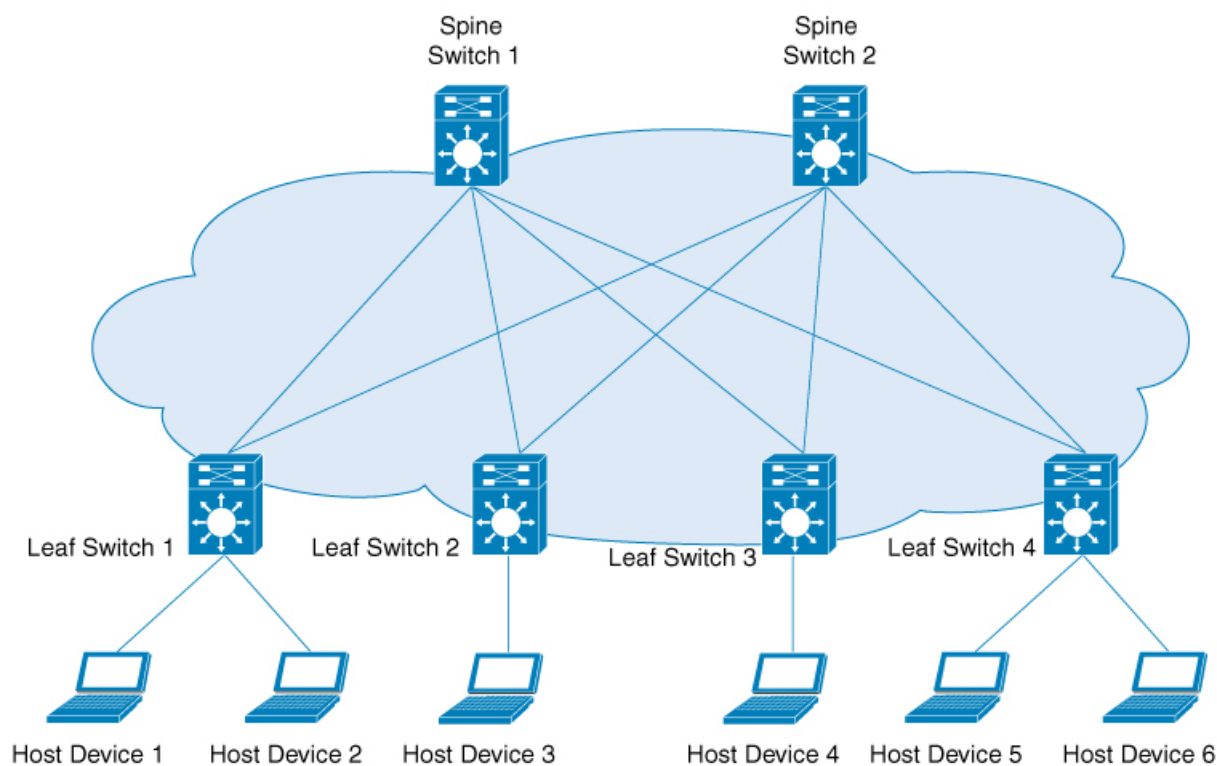 Spine
Switch 1
Spine
Switch 2
Leaf Switch 1
Leaf Switch 2
Leaf Switch 3
Leaf Switch 4
Host Device 1
Host Device 2
Host Device 3
Host Device 4
Host Device 5
Host Device 6